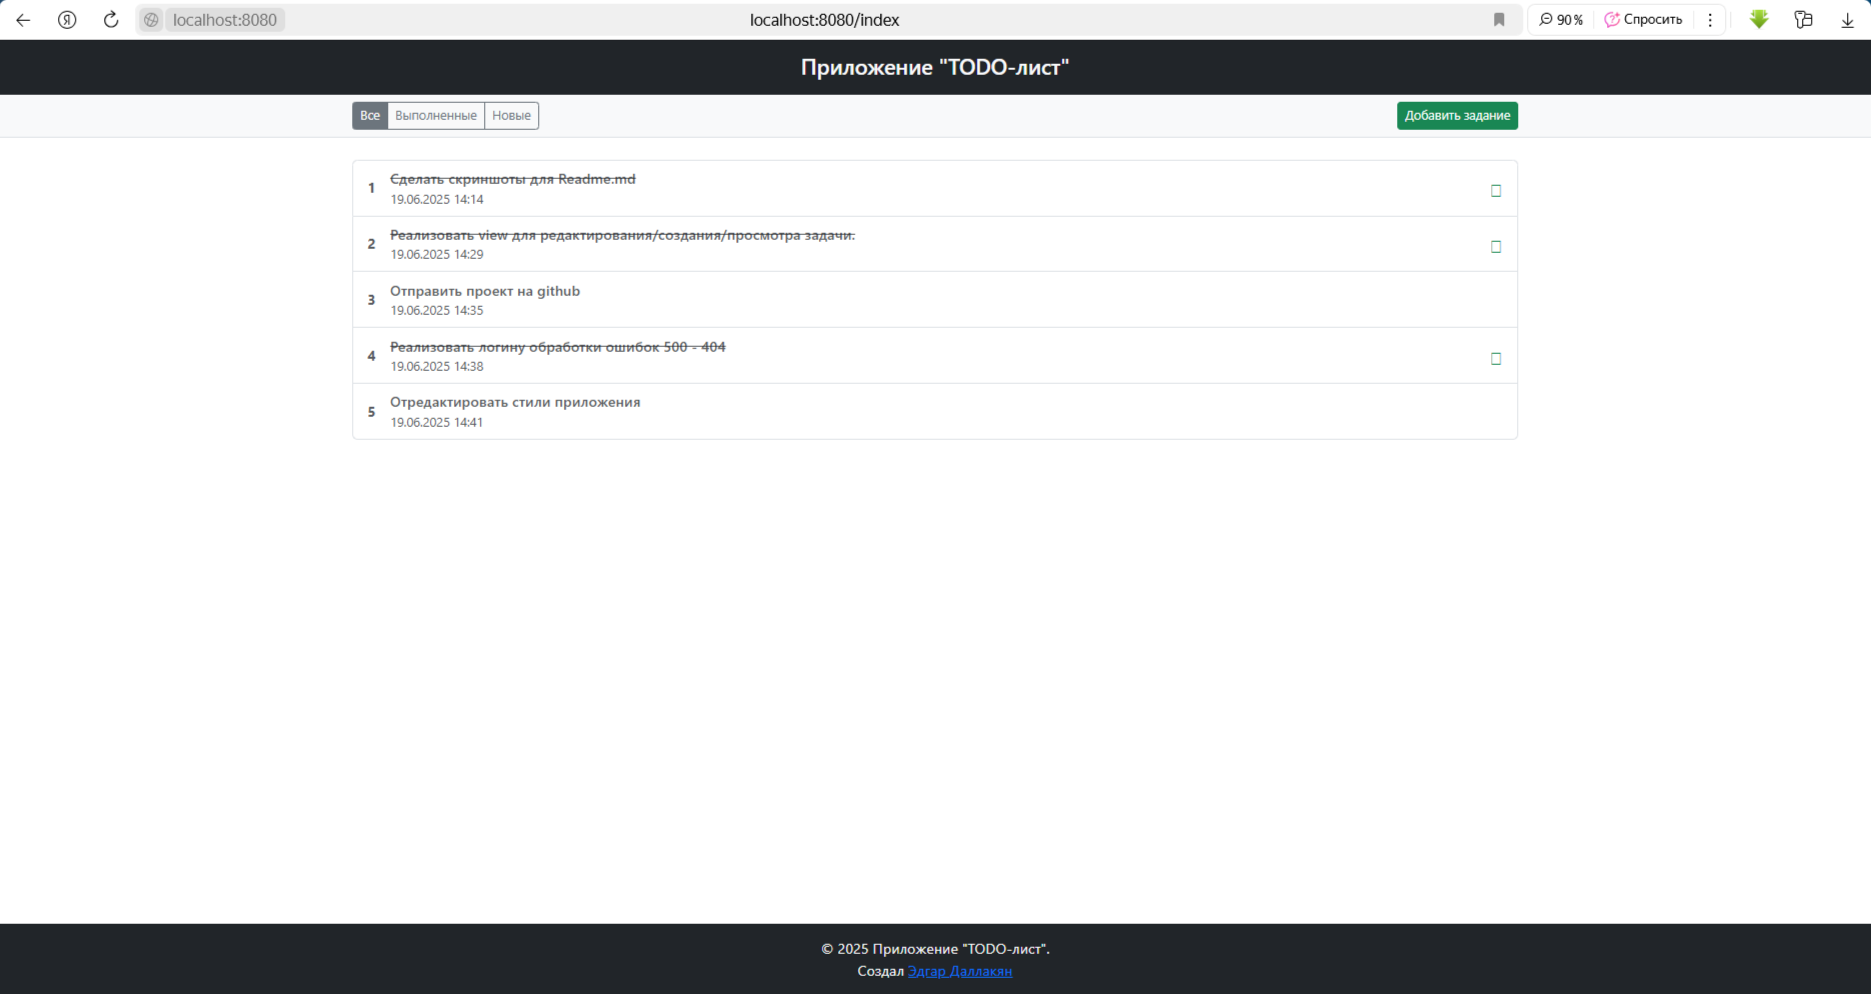 localhost:8080
localhost:8080/index
90%
Спросить
Приложение "TODO-лист"
Все
Выполненные
Новые
Добавить задание
1
Сделать скриншоты для Readme.md
19.06.2025 14:14
2
Реализовать view для редактирования/создания/просмотра задачи.
19.06.2025 14:29
3
Отправить проект на github
19.06.2025 14:35
4
Реализовать логину обработки ошибок 500 - 404
19.06.2025 14:38
5
Отредактировать стили приложения
19.06.2025 14:41
© 2025 Приложение "TODO-лист".
Создал Эдгар Даллакян